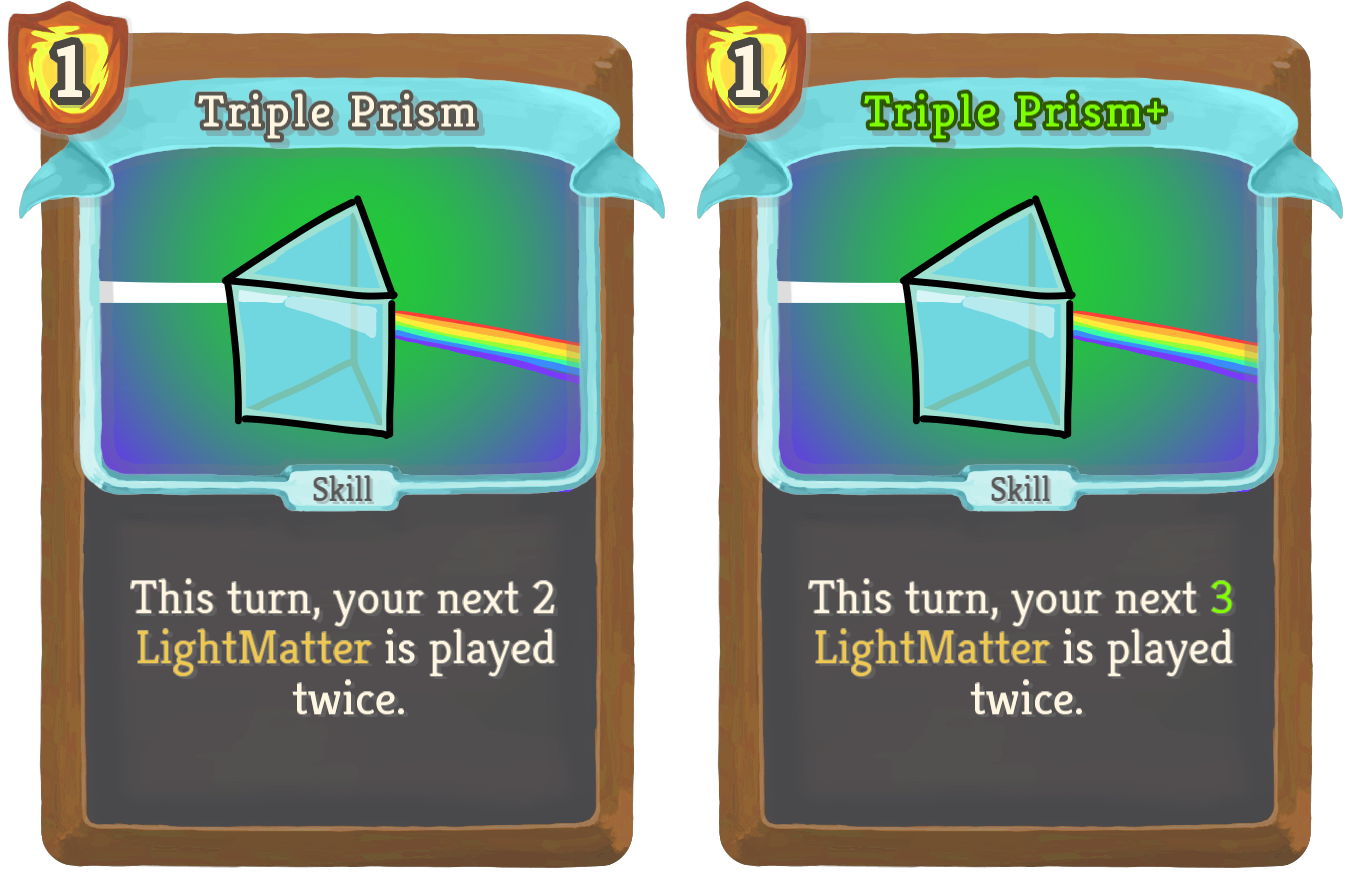 1
Triple Prism
Skill
This turn, your next 2
LightMatter is played
twice.
1
Triple Prism+
Skill
This turn, your next 3
LightMatter is played
twice.